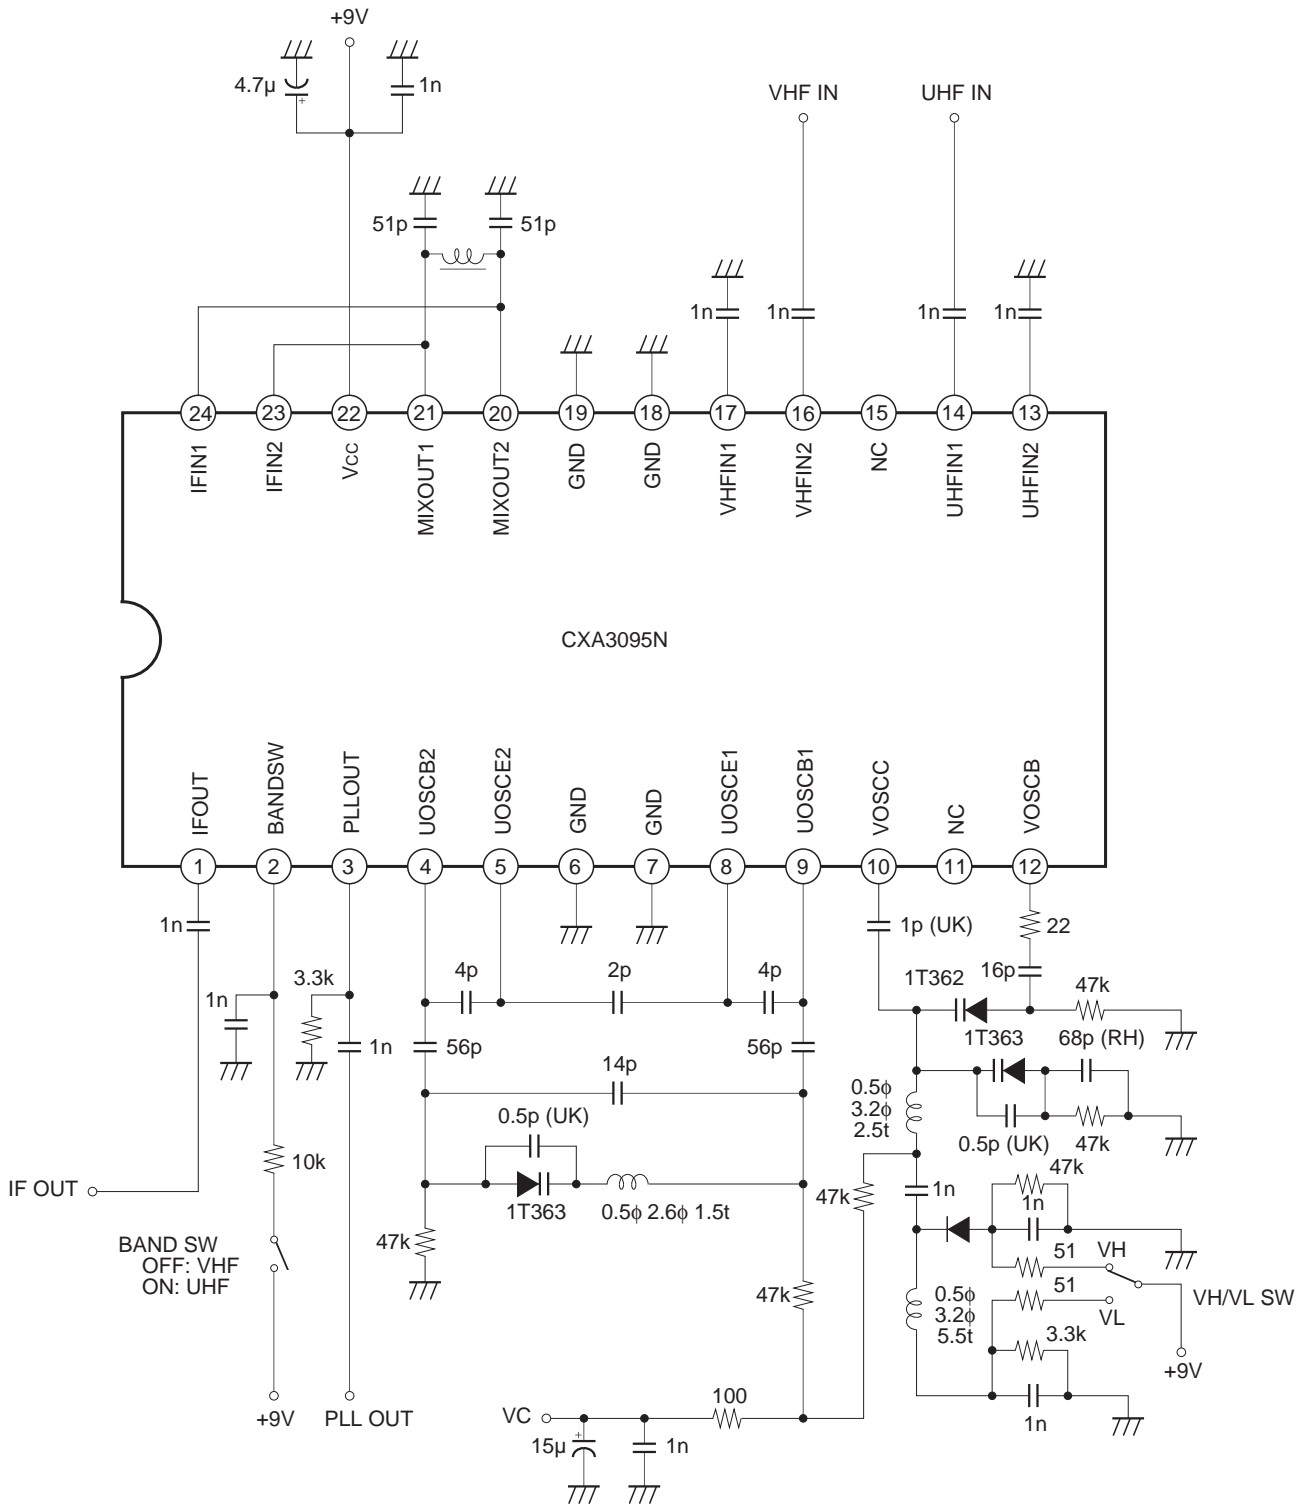 +9V
4.7µ
+
1n
VHF IN
UHF IN
51p
51p
1n
1n
1n
1n
24
23
22
21
20
19
18
17
16
15
14
13
IFIN1
IFIN2
Vcc
MIXOUT1
MIXOUT2
GND
GND
VHFIN1
VHFIN2
NC
UHFIN1
UHFIN2
CXA3095N
IFOUT
BANDSW
PLLOUT
UOSCB2
UOSCE2
GND
GND
UOSCE1
UOSCB1
VOSCC
NC
VOSCB
1
2
3
4
5
6
7
8
9
10
11
12
1n
1p (UK)
22
4p
2p
4p
16p
3.3k
1T362
47k
1n
1n
56p
56p
1T363
68p (RH)
14p
0.5ϕ
3.2ϕ
2.5t
0.5p (UK)
0.5p (UK)
47k
10k
47k
IF OUT
1T363
0.5ϕ 2.6ϕ 1.5t
47k
1n
1n
47k
BAND SW
OFF: VHF
ON: UHF
51
VH
51
VL
VH/VL SW
47k
0.5ϕ
3.2ϕ
5.5t
3.3k
+9V
+9V
PLL OUT
VC
100
1n
15µ
+
1n